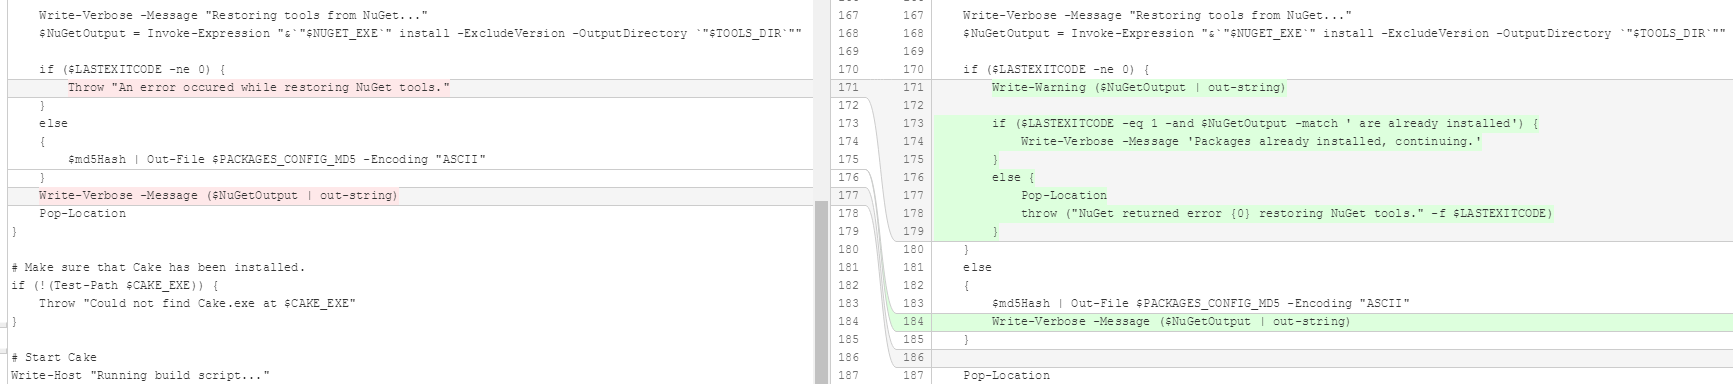 Write-Verbose -Message "Restoring tools from NuGet..."
$NuGetOutput = Invoke-Expression "&`"$NUGET_EXE`" install -ExcludeVersion -OutputDirectory `"$TOOLS_DIR`""
if ($LASTEXITCODE -ne 0) {
Throw "An error occured while restoring NuGet tools."
}
else
{
$md5Hash | Out-File $PACKAGES_CONFIG_MD5 -Encoding "ASCII"
}
Write-Verbose -Message ($NuGetOutput | out-string)
Pop-Location
}
# Make sure that Cake has been installed.
if (!(Test-Path $CAKE_EXE)) {
Throw "Could not find Cake.exe at $CAKE_EXE"
}
# Start Cake
Write-Host "Running build script..."
167 167 Write-Verbose -Message "Restoring tools from NuGet..."
168 168 $NuGetOutput = Invoke-Expression "&`"$NUGET_EXE`" install -ExcludeVersion -OutputDirectory `"$TOOLS_DIR`""
169 169
170 170 if ($LASTEXITCODE -ne 0) {
171 171 Write-Warning ($NuGetOutput | out-string)
172 172
173 173 if ($LASTEXITCODE -eq 1 -and $NuGetOutput -match ' are already installed') {
174 174 Write-Verbose -Message 'Packages already installed, continuing.'
175 175 }
176 176 else {
177 177 Pop-Location
178 178 throw ("NuGet returned error {0} restoring NuGet tools." -f $LASTEXITCODE)
179 179 }
180 180 }
181 181 else
182 182 {
183 183 $md5Hash | Out-File $PACKAGES_CONFIG_MD5 -Encoding "ASCII"
184 184 Write-Verbose -Message ($NuGetOutput | out-string)
185 185 }
186 186
187 187 Pop-Location